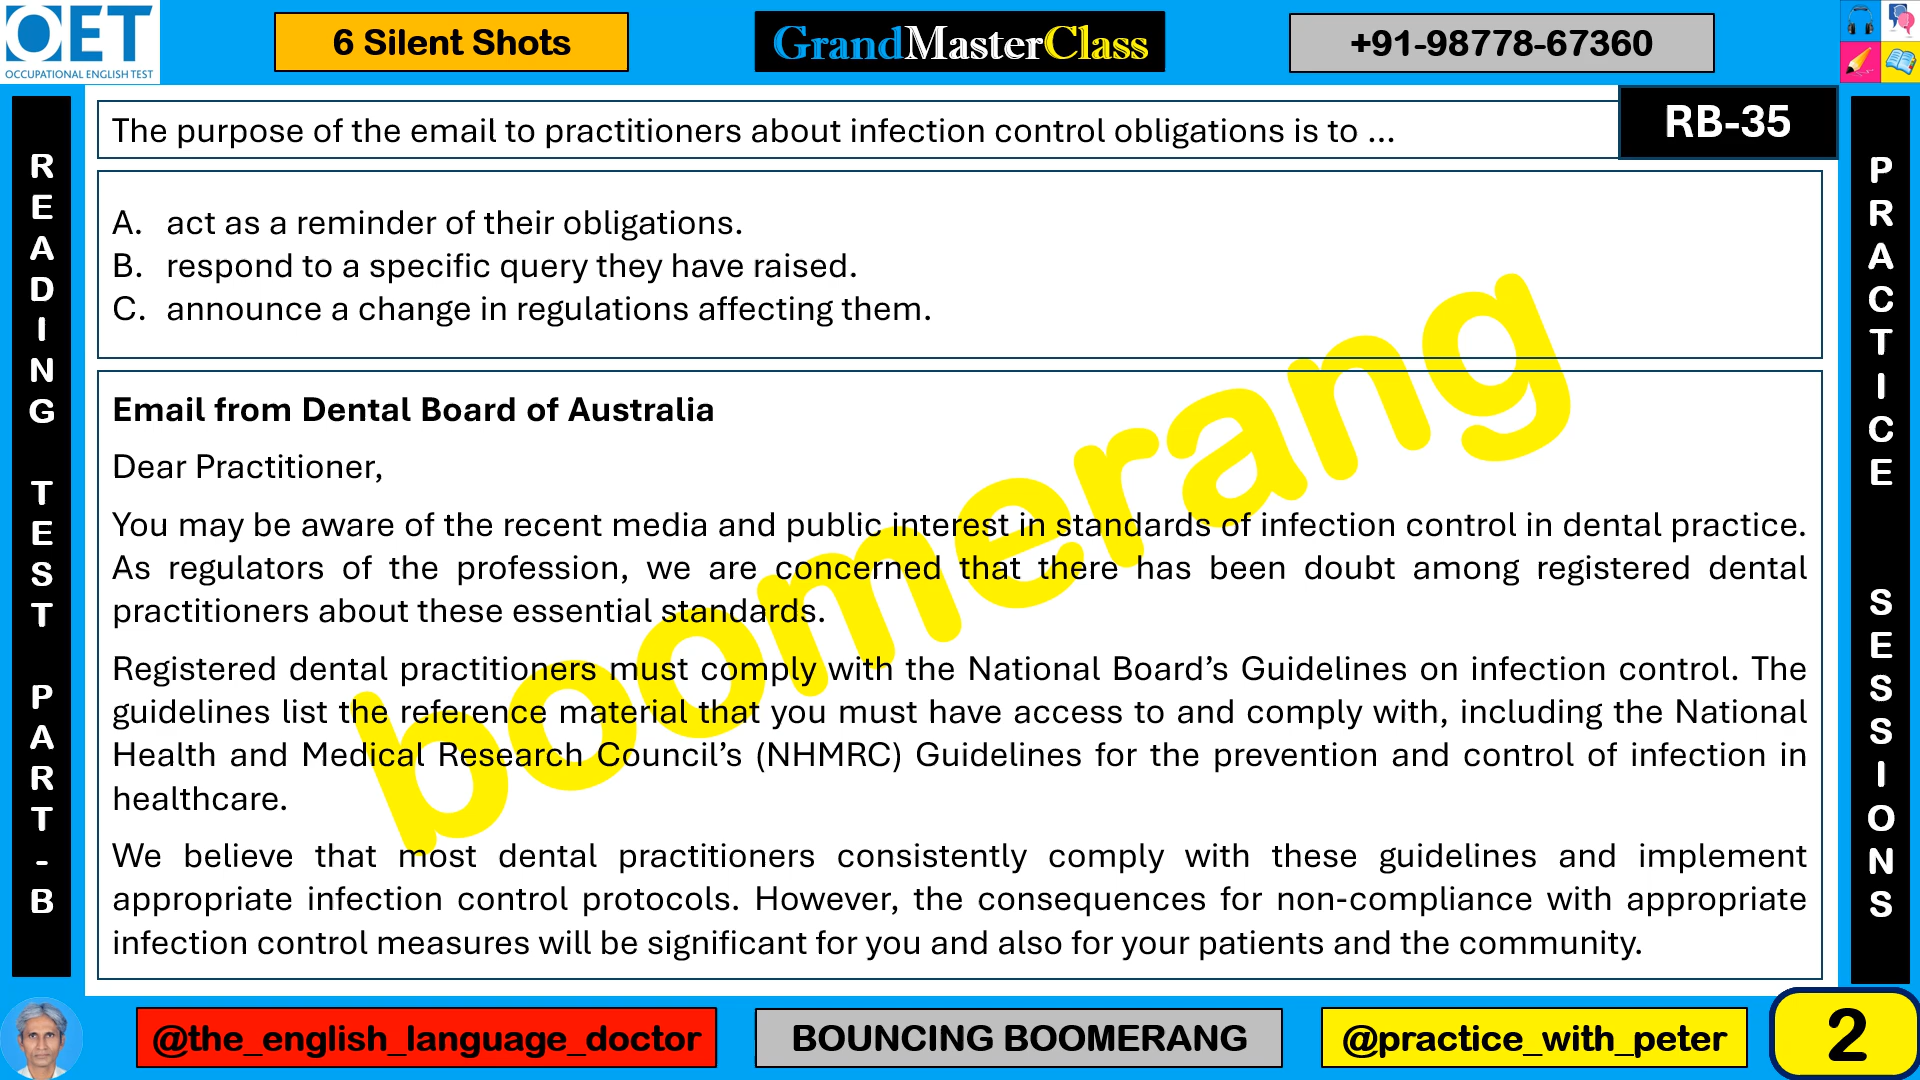 OET
OCCUPATIONAL ENGLISH TEST
6 Silent Shots
GrandMasterClass
+91-98778-67360
READING TEST PART-B
The purpose of the email to practitioners about infection control obligations is to ...
RB-35
A. act as a reminder of their obligations.
B. respond to a specific query they have raised.
C. announce a change in regulations affecting them.
Email from Dental Board of Australia
Dear Practitioner,
You may be aware of the recent media and public interest in standards of infection control in dental practice.
As regulators of the profession, we are concerned that there has been doubt among registered dental
practitioners about these essential standards.
Registered dental practitioners must comply with the National Board’s Guidelines on infection control. The
guidelines list the reference material that you must have access to and comply with, including the National
Health and Medical Research Council’s (NHMRC) Guidelines for the prevention and control of infection in
healthcare.
We believe that most dental practitioners consistently comply with these guidelines and implement
appropriate infection control protocols. However, the consequences for non-compliance with appropriate
infection control measures will be significant for you and also for your patients and the community.
boomerang
PRACTICE SESSIONS
@the_english_language_doctor
BOUNCING BOOMERANG
@practice_with_peter
2